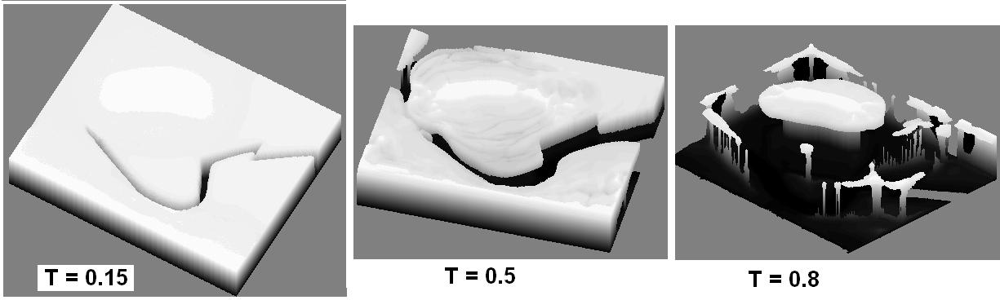 T = 0.15
T = 0.5
T = 0.8